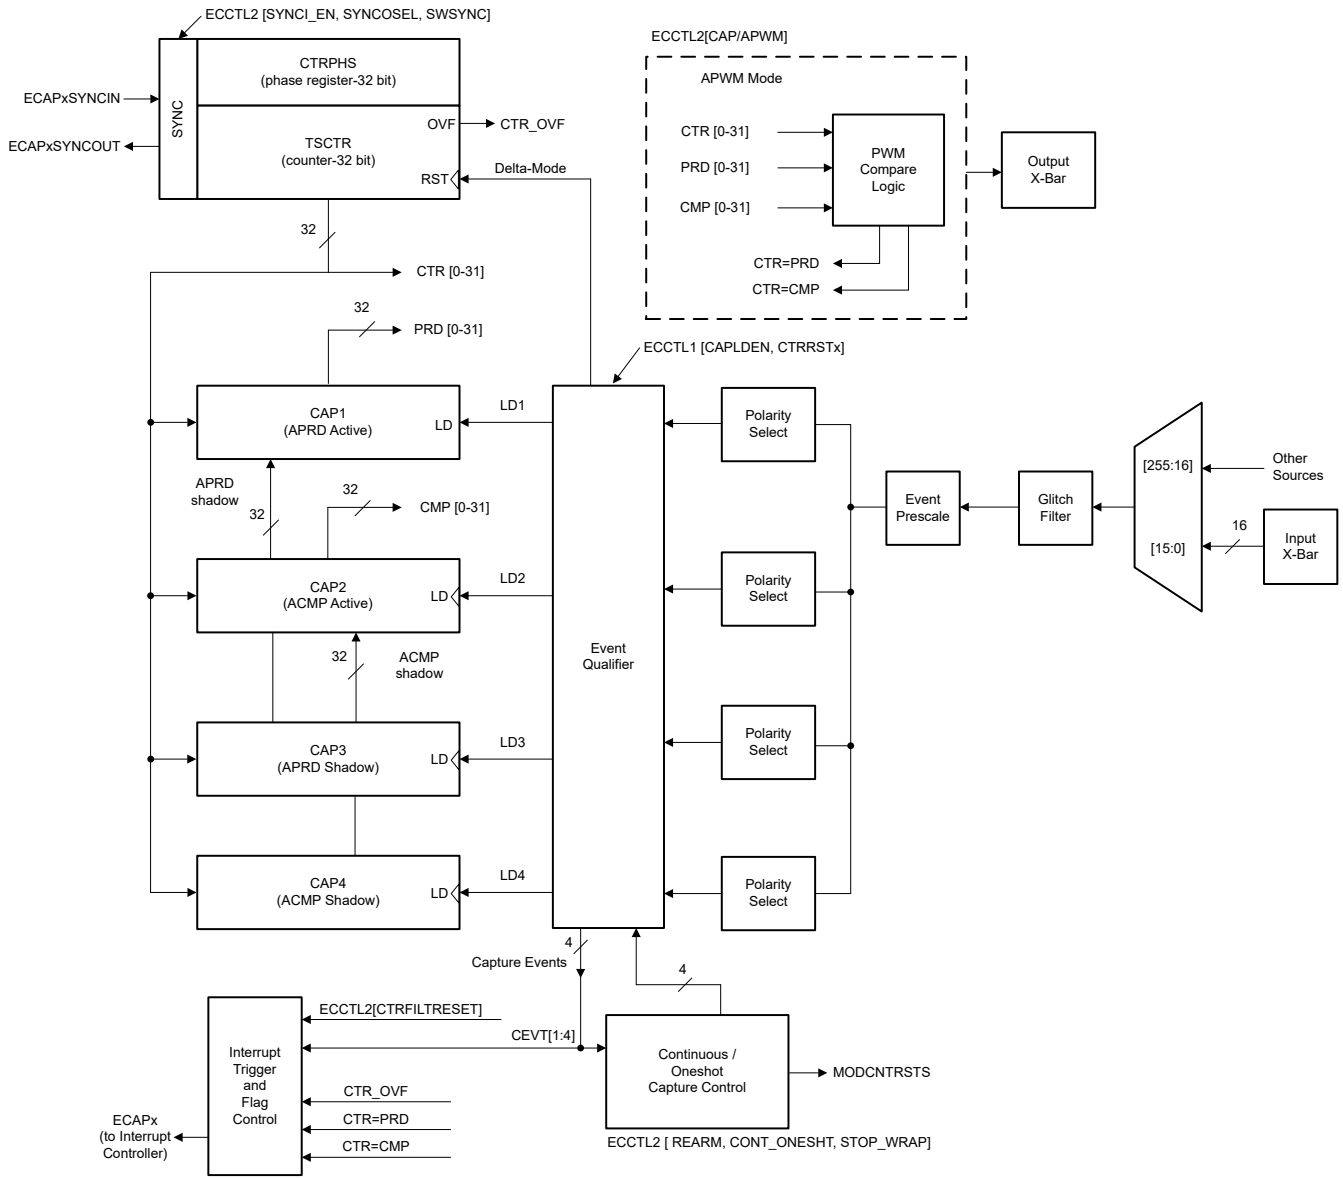 ECCTL2 [SYNCI_EN, SYNCOSEL, SWSYNC]
CTRPHS
(phase register-32 bit)
SYNC
ECAPxSYNCIN
ECAPxSYNCOUT
TSCTR
(counter-32 bit)
OVF
CTR_OVF
RST
Delta-Mode
32
CTR [0-31]
32
PRD [0-31]
ECCTL2[CAP/APWM]
APWM Mode
CTR [0-31]
PRD [0-31]
CMP [0-31]
PWM
Compare
Logic
Output
X-Bar
CTR=PRD
CTR=CMP
ECCTL1 [CAPLDEN, CTRRSTx]
CAP1
(APRD Active)
LD
LD1
APRD
shadow
32
32
CMP [0-31]
CAP2
(ACMP Active)
LD
LD2
32
ACMP
shadow
CAP3
(APRD Shadow)
LD
LD3
CAP4
(ACMP Shadow)
LD
LD4
Event
Qualifier
Polarity
Select
Polarity
Select
Polarity
Select
Polarity
Select
Event
Prescale
Glitch
Filter
[255:16]
[15:0]
Other
Sources
16
Input
X-Bar
4
Capture Events
4
ECCTL2[CTRFILTRESET]
CEVT[1:4]
Interrupt
Trigger
and
Flag
Control
CTR_OVF
CTR=PRD
CTR=CMP
ECAPx
(to Interrupt
Controller)
Continuous /
Oneshot
Capture Control
MODCNTRSTS
ECCTL2 [ REARM, CONT_ONESHT, STOP_WRAP]